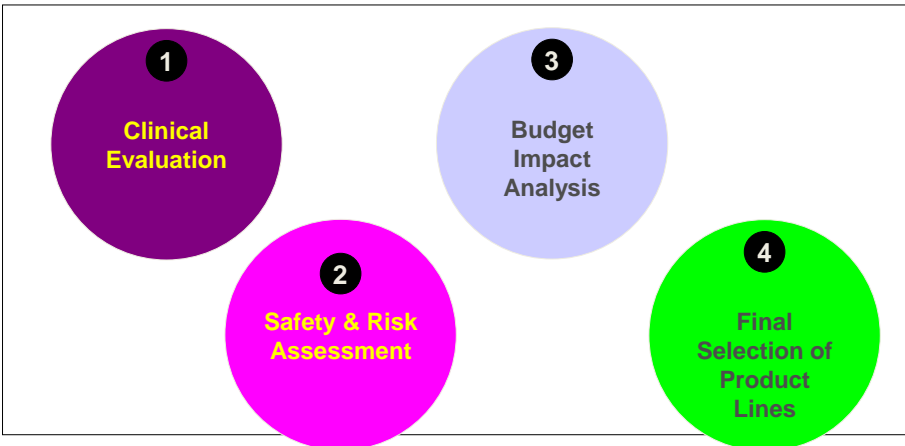 1
Clinical
Evaluation
2
Safety & Risk
Assessment
3
Budget
Impact
Analysis
4
Final
Selection of
Product
Lines